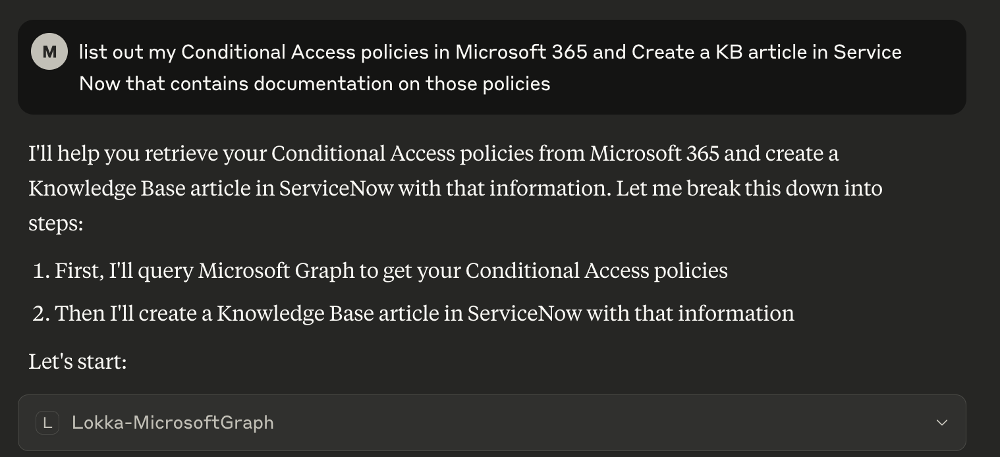 M
list out my Conditional Access policies in Microsoft 365 and Create a KB article in Service
Now that contains documentation on those policies
I'll help you retrieve your Conditional Access policies from Microsoft 365 and create a
Knowledge Base article in ServiceNow with that information. Let me break this down into
steps:
1. First, I'll query Microsoft Graph to get your Conditional Access policies
2. Then I'll create a Knowledge Base article in ServiceNow with that information
Let's start:
L Lokka-MicrosoftGraph